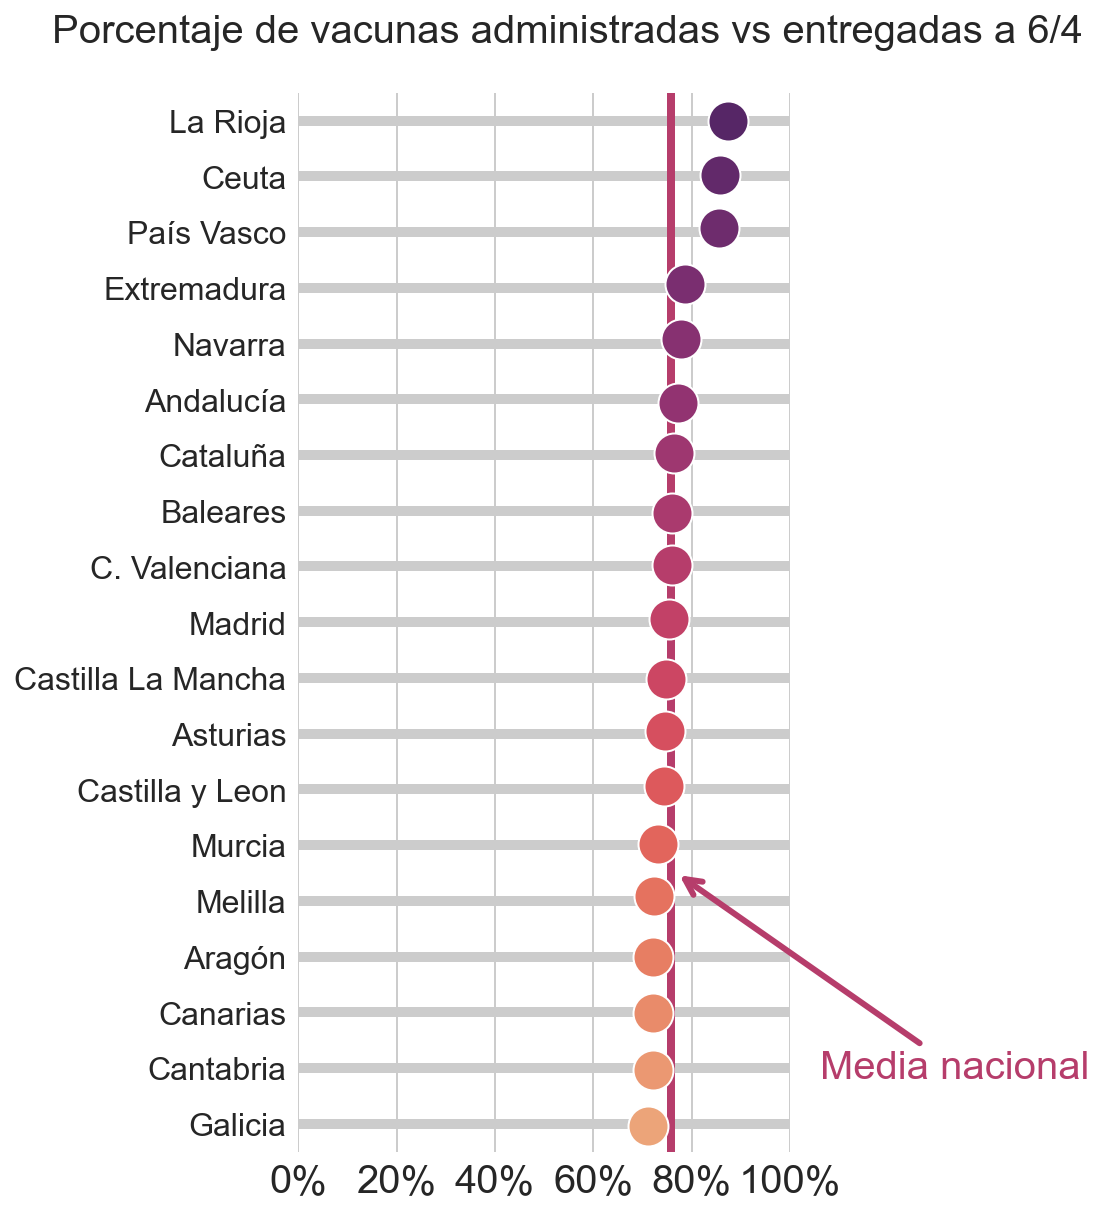 Porcentaje de vacunas administradas vs entregadas a 6/4
La Rioja
Ceuta
País Vasco
Extremadura
Navarra
Andalucía
Cataluña
Baleares
C. Valenciana
Madrid
Castilla La Mancha
Asturias
Castilla y Leon
Murcia
Melilla
Aragón
Canarias
Cantabria
Media nacional
Galicia
0% 20% 40% 60% 80% 100%